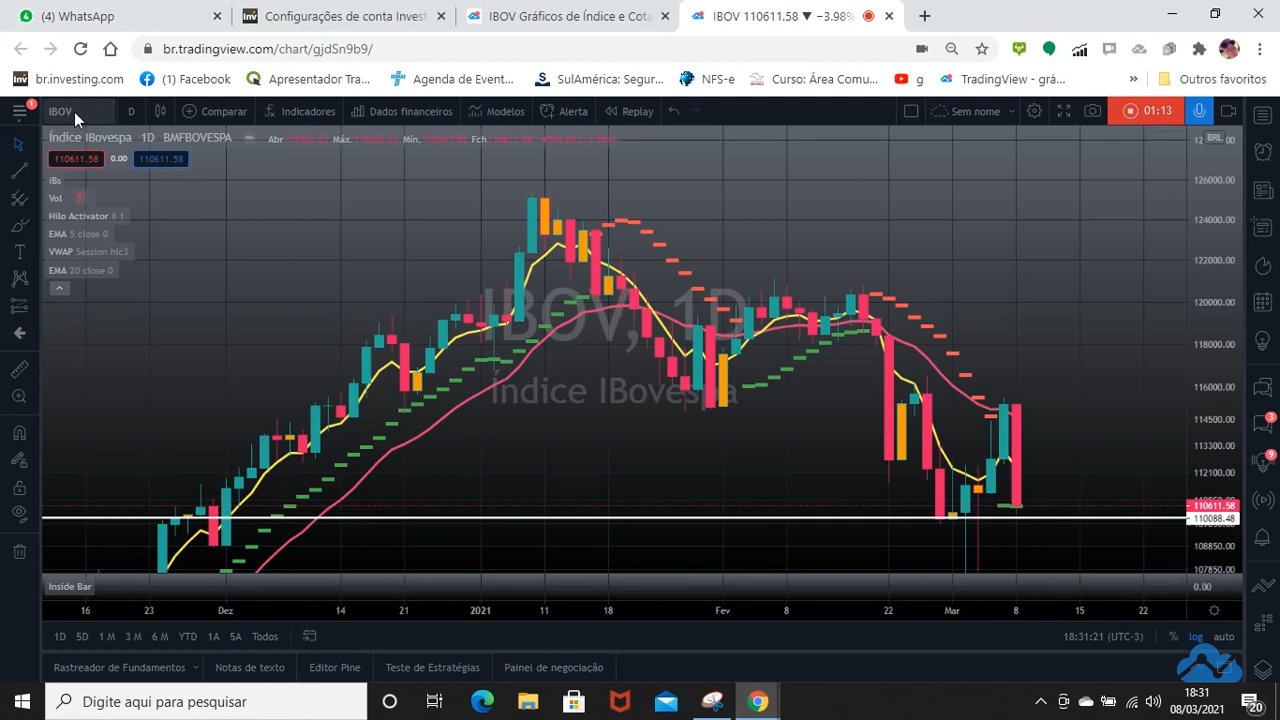 (4) WhatsApp
Configurações de conta Invest
IBOV Gráficos de Índice e Cota
IBOV 110611.58 ▼ −3.98%
br.tradingview.com/chart/gjdSn9b9/
br.investing.com
(1) Facebook
Apresentador Tra...
Agenda de Event...
SulAmérica: Segur...
NFS-e
Curso: Área Comu...
g
TradingView - grá...
»
Outros favoritos
1
IBOV
D
Comparar
Indicadores
Dados financeiros
Modelos
Alerta
Replay
Sem nome
01:13
Índice IBovespa 1D BMFBOVESPA
Abr
Máx.
Mín.
Fch
BRL
110611.58 0.00 110611.58
iBs
Vol
Hilo Activator 8 1
EMA 5 close 0
VWAP Session hlc3
EMA 20 close 0
IBOV, 1D
Índice IBovespa
126000.00
124000.00
122000.00
120000.00
118000.00
116000.00
114500.00
113300.00
112100.00
110611.58
110088.48
108850.00
107850.00
3
9
Inside Bar
0.00
16 23 Dez 14 21 2021 11 18 Fev 8 22 Mar 8 15 22
1D 5D 1 M 3 M 6 M YTD 1A 5A Todos
18:31:21 (UTC-3) % log auto
Rastreador de Fundamentos
Notas de texto
Editor Pine
Teste de Estratégias
Painel de negociação
Digite aqui para pesquisar
18:31
08/03/2021
20